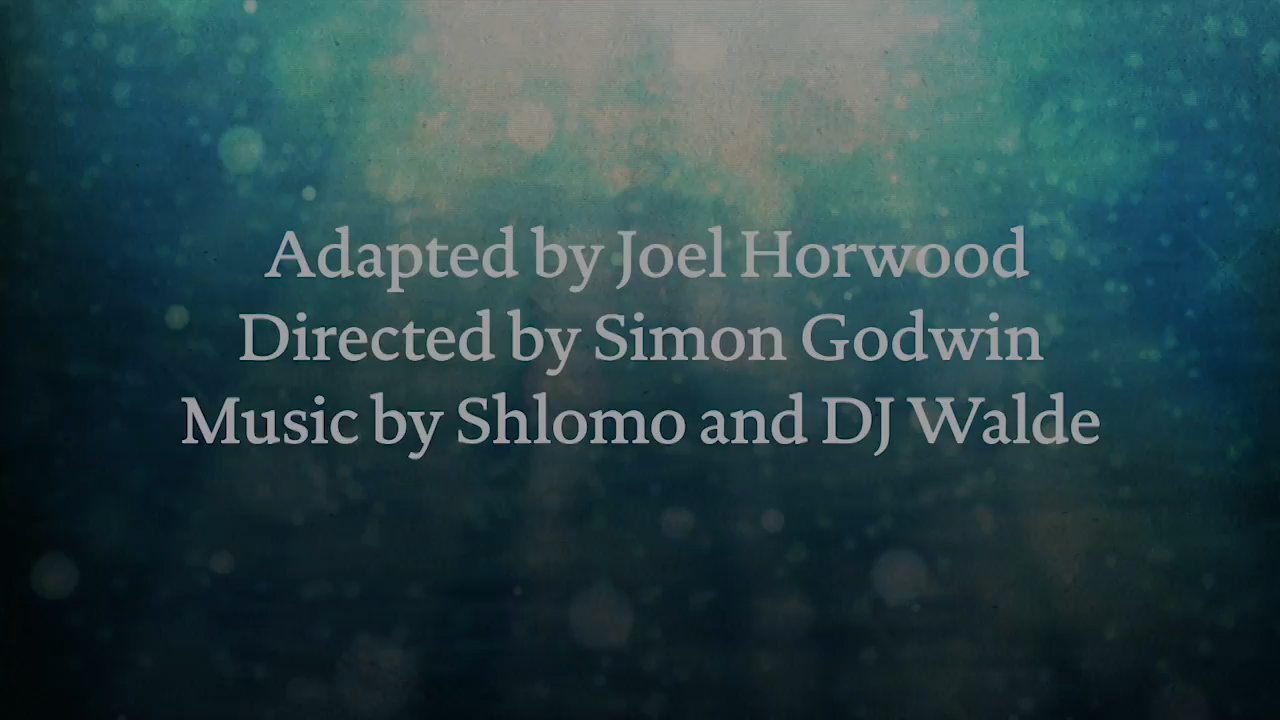 Adapted by Joel Horwood
Directed by Simon Godwin
Music by Shlomo and DJ Walde